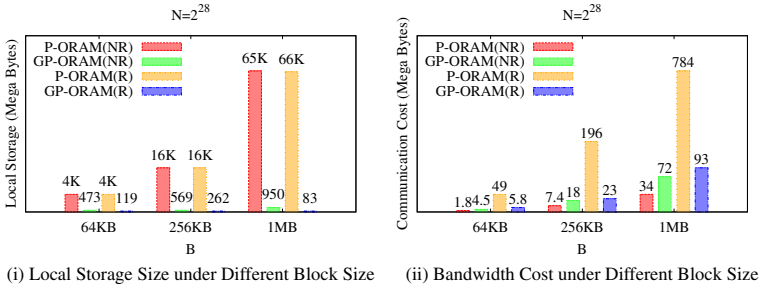 N=2^28
P-ORAM(NR)
GP-ORAM(NR)
P-ORAM(R)
GP-ORAM(R)
Local Storage (Mega Bytes)
4K 473 4K 119
16K 569 16K 262
65K 950 66K 83
64KB 256KB 1MB
B
(i) Local Storage Size under Different Block Size
N=2^28
P-ORAM(NR)
GP-ORAM(NR)
P-ORAM(R)
GP-ORAM(R)
Communication Cost (Mega Bytes)
1.8 4.5 49 5.8
7.4 18 196 23
34 72 784 93
64KB 256KB 1MB
B
(ii) Bandwidth Cost under Different Block Size